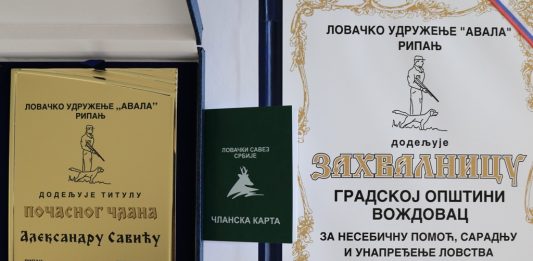 ЛОВАЧКО УДРУЖЕЊЕ „АВАЛА"
РИПАЊ
ДОДЕЉУЈЕ ТИТУЛУ
ПОЧАСНОГ ЧЛАНА
Александру Савићу
ЛОВАЧКИ САВЕЗ
СРБИЈЕ
ЧЛАНСКА КАРТА
ЛОВАЧКО УДРУЖЕЊЕ "АВАЛА"
РИПАЊ
додељује
ЗАХВАЛНИЦУ
ГРАДСКОЈ ОПШТИНИ
ВОЖДОВАЦ
ЗА НЕСЕБИЧНУ ПОМОЋ, САРАДЊУ
И УНАПРЕЂЕЊЕ ЛОВСТВА